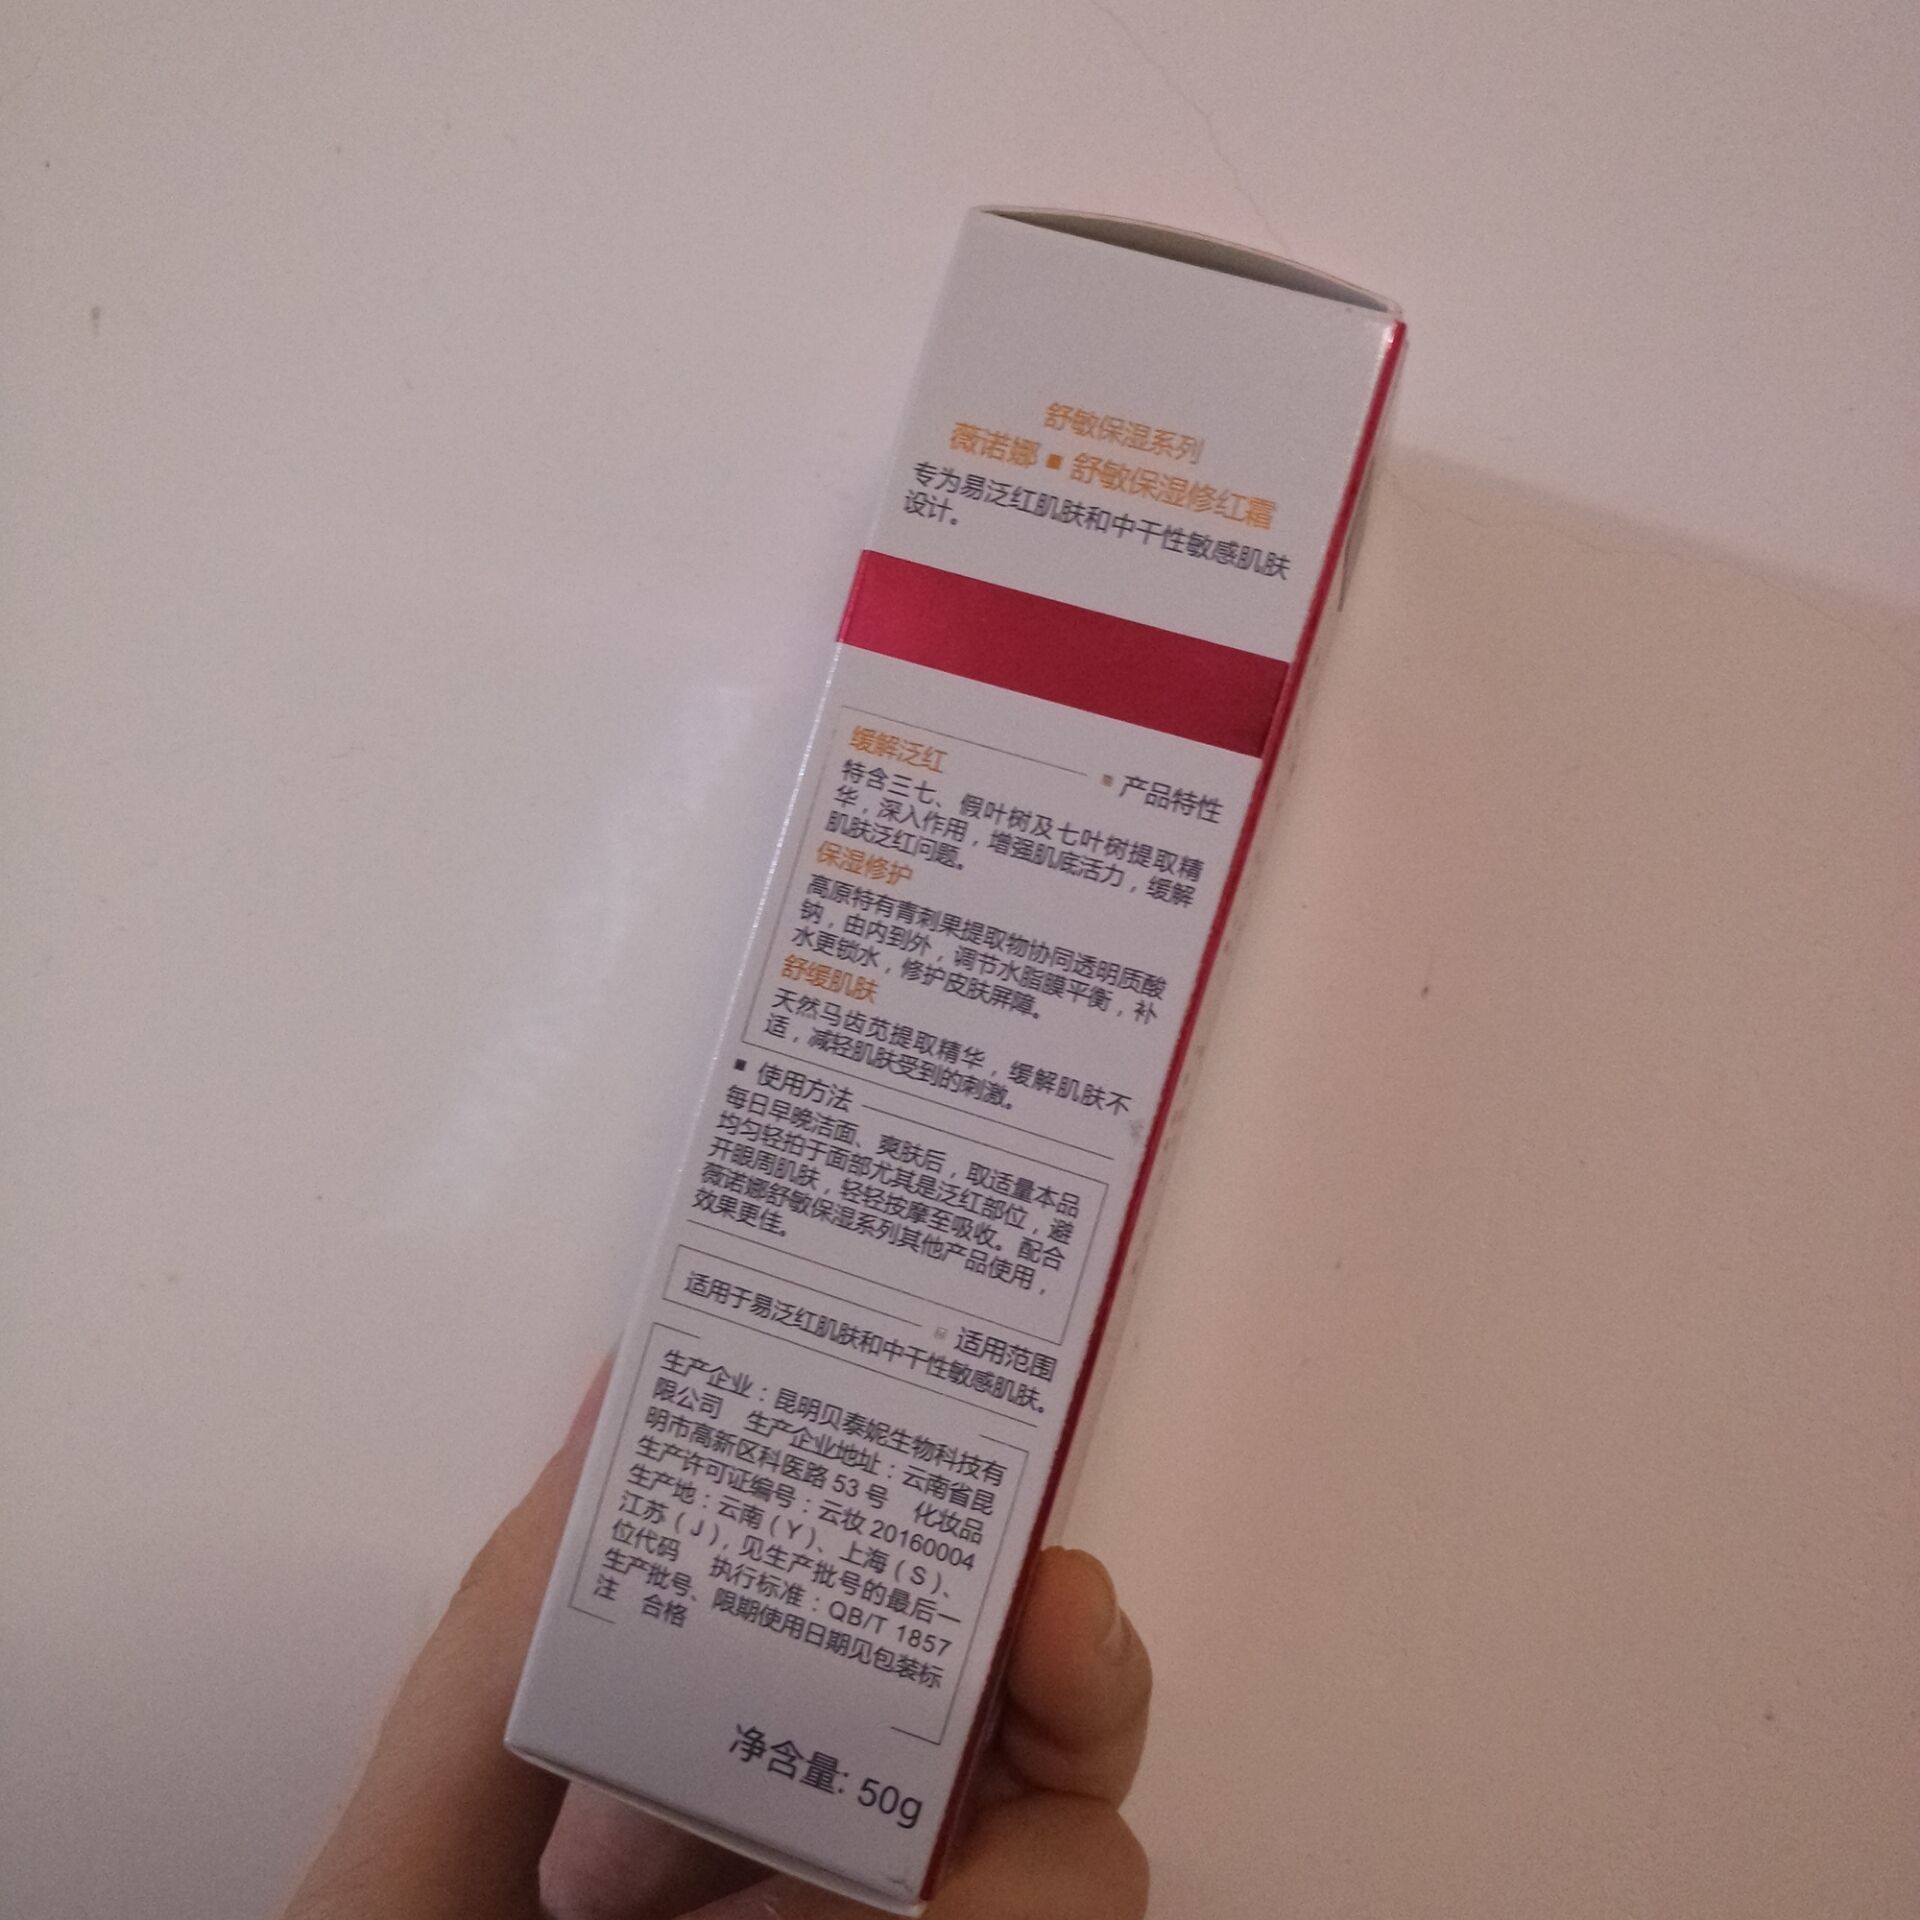 舒敏保湿系列
薇诺娜 ■ 舒敏保湿修红霜
专为易泛红肌肤和中干性敏感肌肤
设计。
■ 产品特性
缓解泛红
特含三七、假叶树及七叶树提取精
华，深入作用，增强肌底活力，缓解
肌肤泛红问题。
保湿修护
高原特有青刺果提取物协同透明质酸
钠，由内到外，调节水脂膜平衡，补
水更锁水，修护皮肤屏障。
舒缓肌肤
天然马齿苋提取精华，缓解肌肤不
适，减轻肌肤受到的刺激。
■ 使用方法
每日早晚洁面、爽肤后，取适量本品
均匀轻拍于面部尤其是泛红部位，避
开眼周肌肤，轻轻按摩至吸收。配合
薇诺娜舒敏保湿系列其他产品使用，
效果更佳。
适用范围
适用于易泛红肌肤和中干性敏感肌肤。
生产企业：昆明贝泰妮生物科技有
限公司 生产企业地址：云南省昆
明市高新区科医路 53 号 化妆品
生产许可证编号：云妆 20160004
生产地：云南（Y）、上海（S）、
江苏（J），见生产批号的最后一
位代码 执行标准：QB/T 1857
生产批号、限期使用日期见包装标
注 合格
净含量: 50g